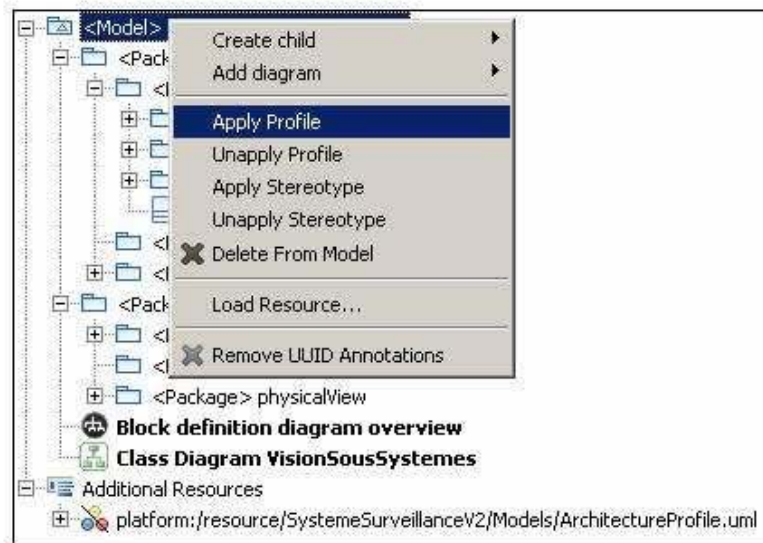 <Model>
Create child
<Pack
Add diagram
<
Apply Profile
Unapply Profile
Apply Stereotype
Unapply Stereotype
<
Delete From Model
<
<Pack
Load Resource...
<
<
Remove UUID Annotations
<Package> physicalView
Block definition diagram overview
Class Diagram VisionSousSystemes
Additional Resources
platform:/resource/SystemeSurveillanceV2/Models/ArchitectureProfile.uml